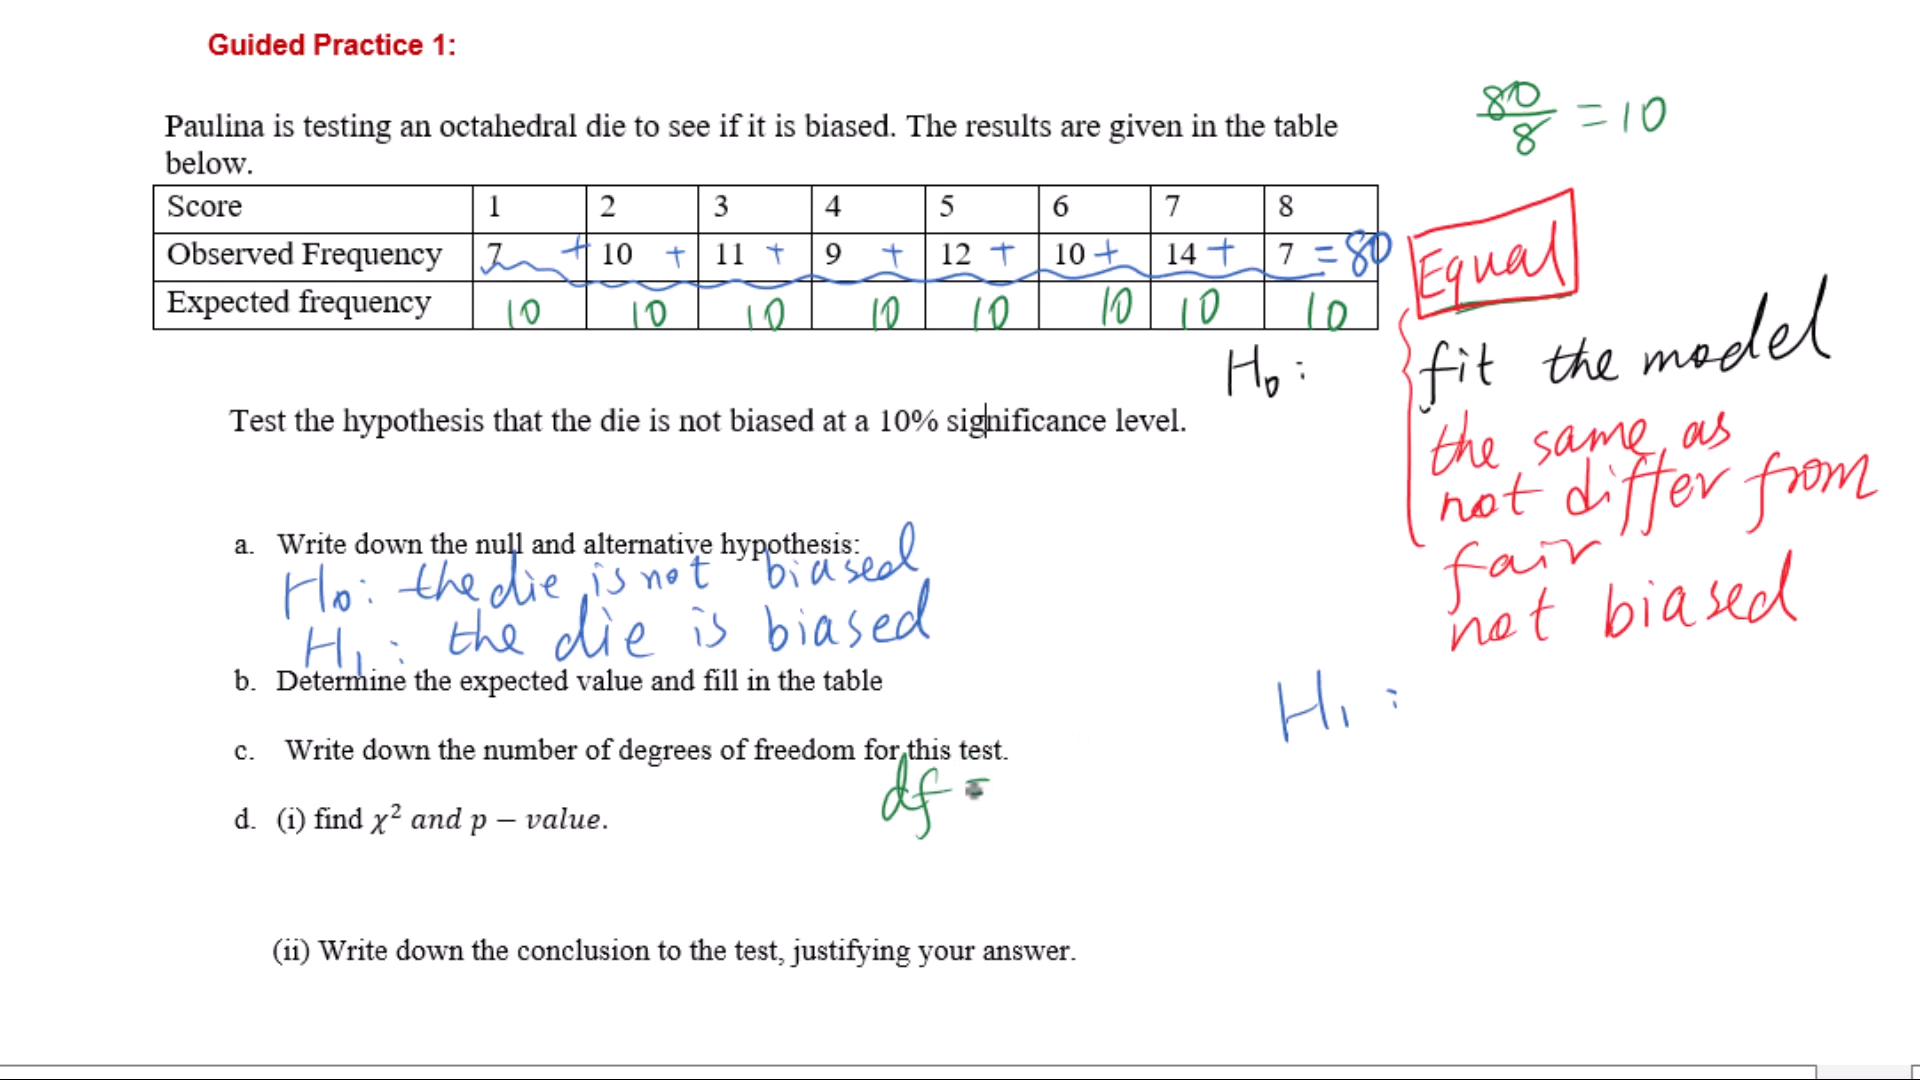 Guided Practice 1:
80/8 = 10
Paulina is testing an octahedral die to see if it is biased. The results are given in the table
below.
Score 1 2 3 4 5 6 7 8
Observed Frequency 7 + 10 + 11 + 9 + 12 + 10 + 14 + 7 = 80
Expected frequency 10 10 10 10 10 10 10 10
Equal
H₀ : fit the model
Test the hypothesis that the die is not biased at a 10% significance level.
the same as
not differ from
fair
not biased
a. Write down the null and alternative hypothesis:
H₀: the die is not biased
H₁: the die is biased
b. Determine the expected value and fill in the table
H₁ :
c. Write down the number of degrees of freedom for this test.
df =
d. (i) find χ² and p – value.
(ii) Write down the conclusion to the test, justifying your answer.